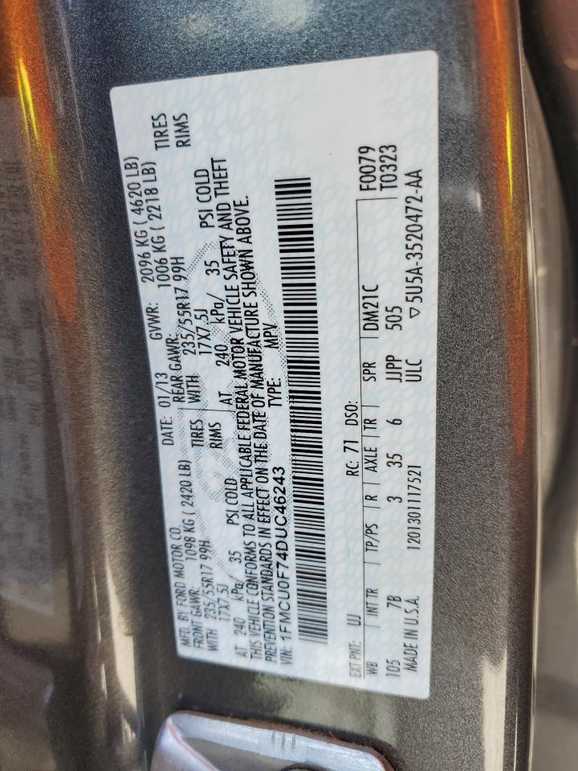 MFD. BY FORD MOTOR CO. DATE: 01/13 GVWR: 2096 KG ( 4620 LB)
FRONT GAWR: 1098 KG ( 2420 LB) REAR GAWR: 1006 KG ( 2218 LB)
WITH 235/55R17 99H TIRES WITH 235/55R17 99H TIRES
17X7.5J RIMS 17X7.5J RIMS
AT 240 kPa/ 35 PSI COLD AT 240 kPa/ 35 PSI COLD
THIS VEHICLE CONFORMS TO ALL APPLICABLE FEDERAL MOTOR VEHICLE SAFETY AND THEFT
PREVENTION STANDARDS IN EFFECT ON THE DATE OF MANUFACTURE SHOWN ABOVE.
VIN: 1FMCU0F74DUC46243 TYPE: MPV
F0079
T0323
EXT PNT: UJ RC: 71 DSO: DM21C
WB INT TR TP/PS R AXLE TR SPR
105 7B 3 35 6 JJPP 505
MADE IN U.S.A. 1201301117521 ULC ▽5U5A-3520472-AA